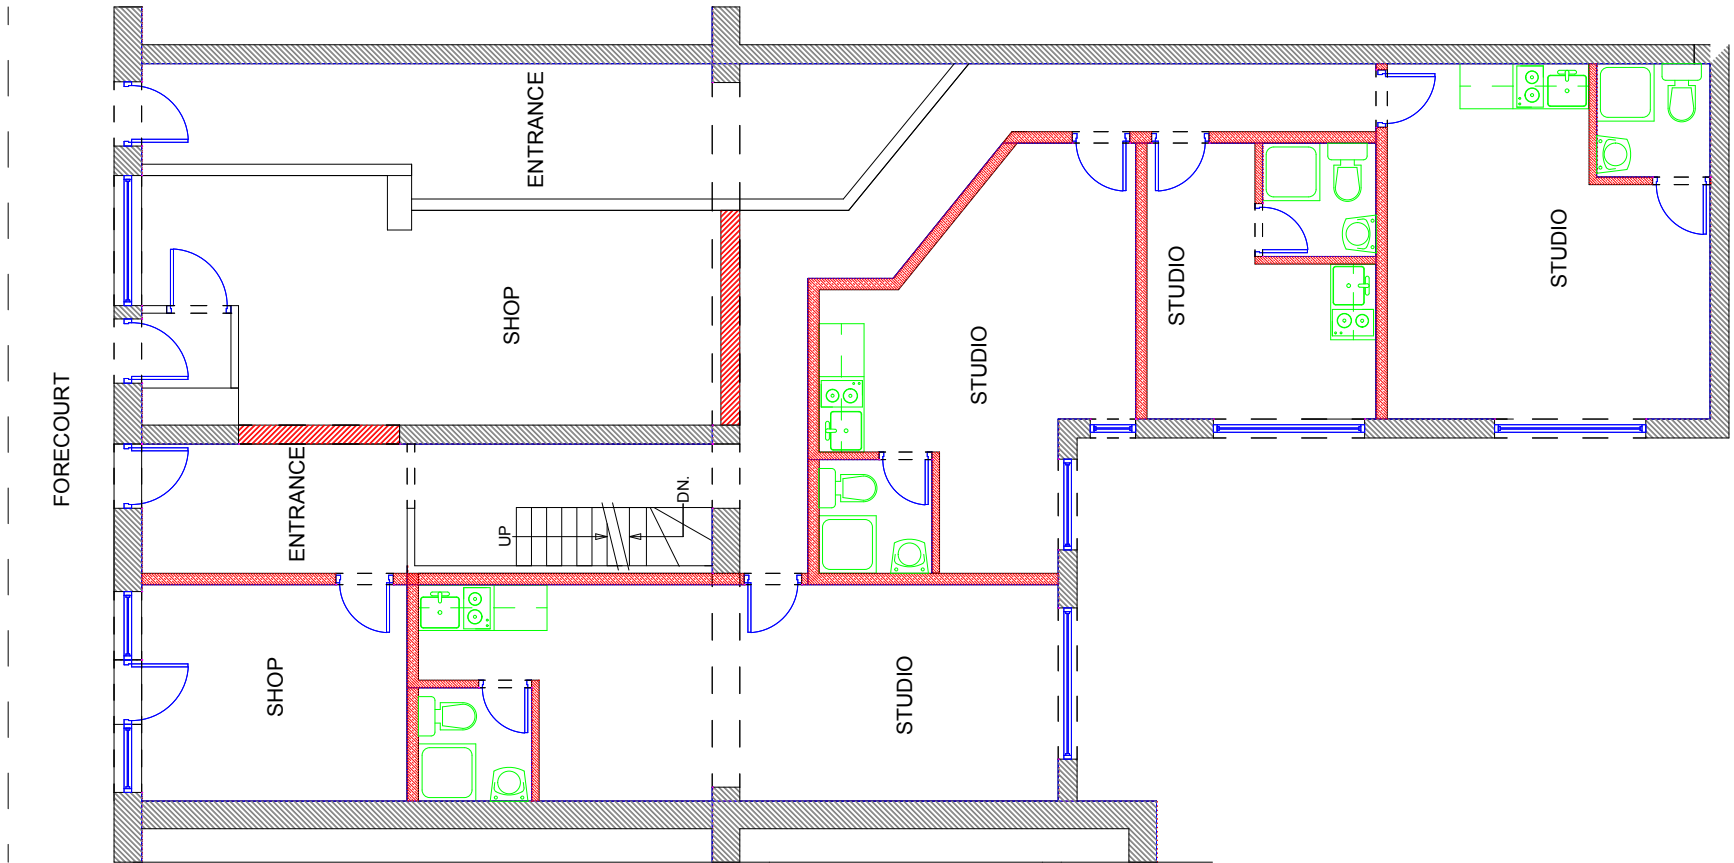 FORECOURT
ENTRANCE
SHOP
ENTRANCE
UP
DN.
SHOP
STUDIO
STUDIO
STUDIO
STUDIO